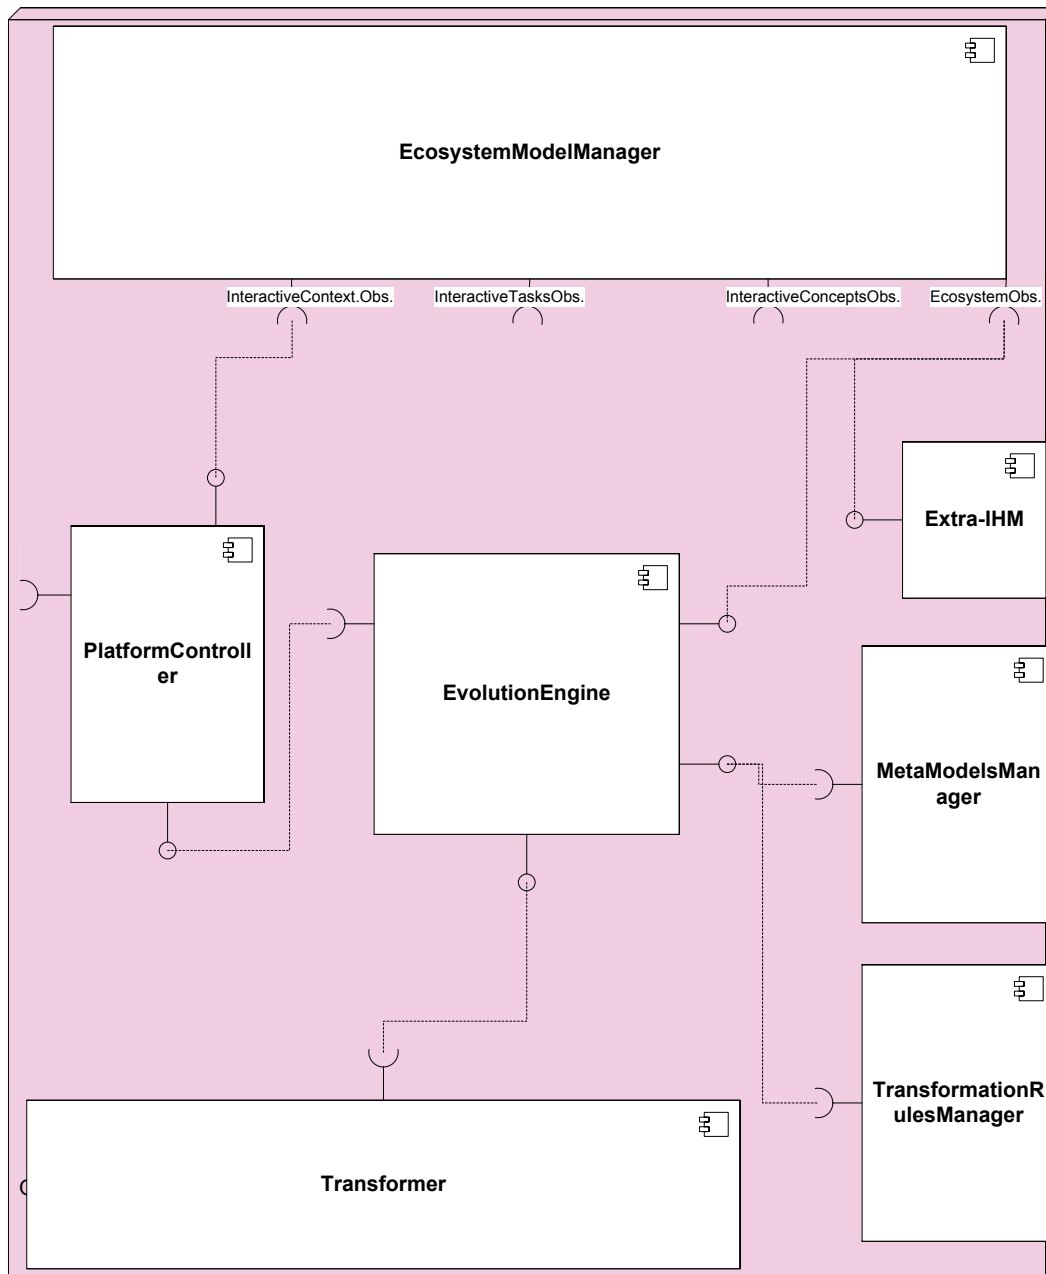 EcosystemModelManager
InteractiveContext.Obs.
InteractiveTasksObs.
InteractiveConceptsObs.
EcosystemObs.
Extra-IHM
PlatformControll
er
EvolutionEngine
MetaModelsMan
ager
TransformationR
ulesManager
Transformer